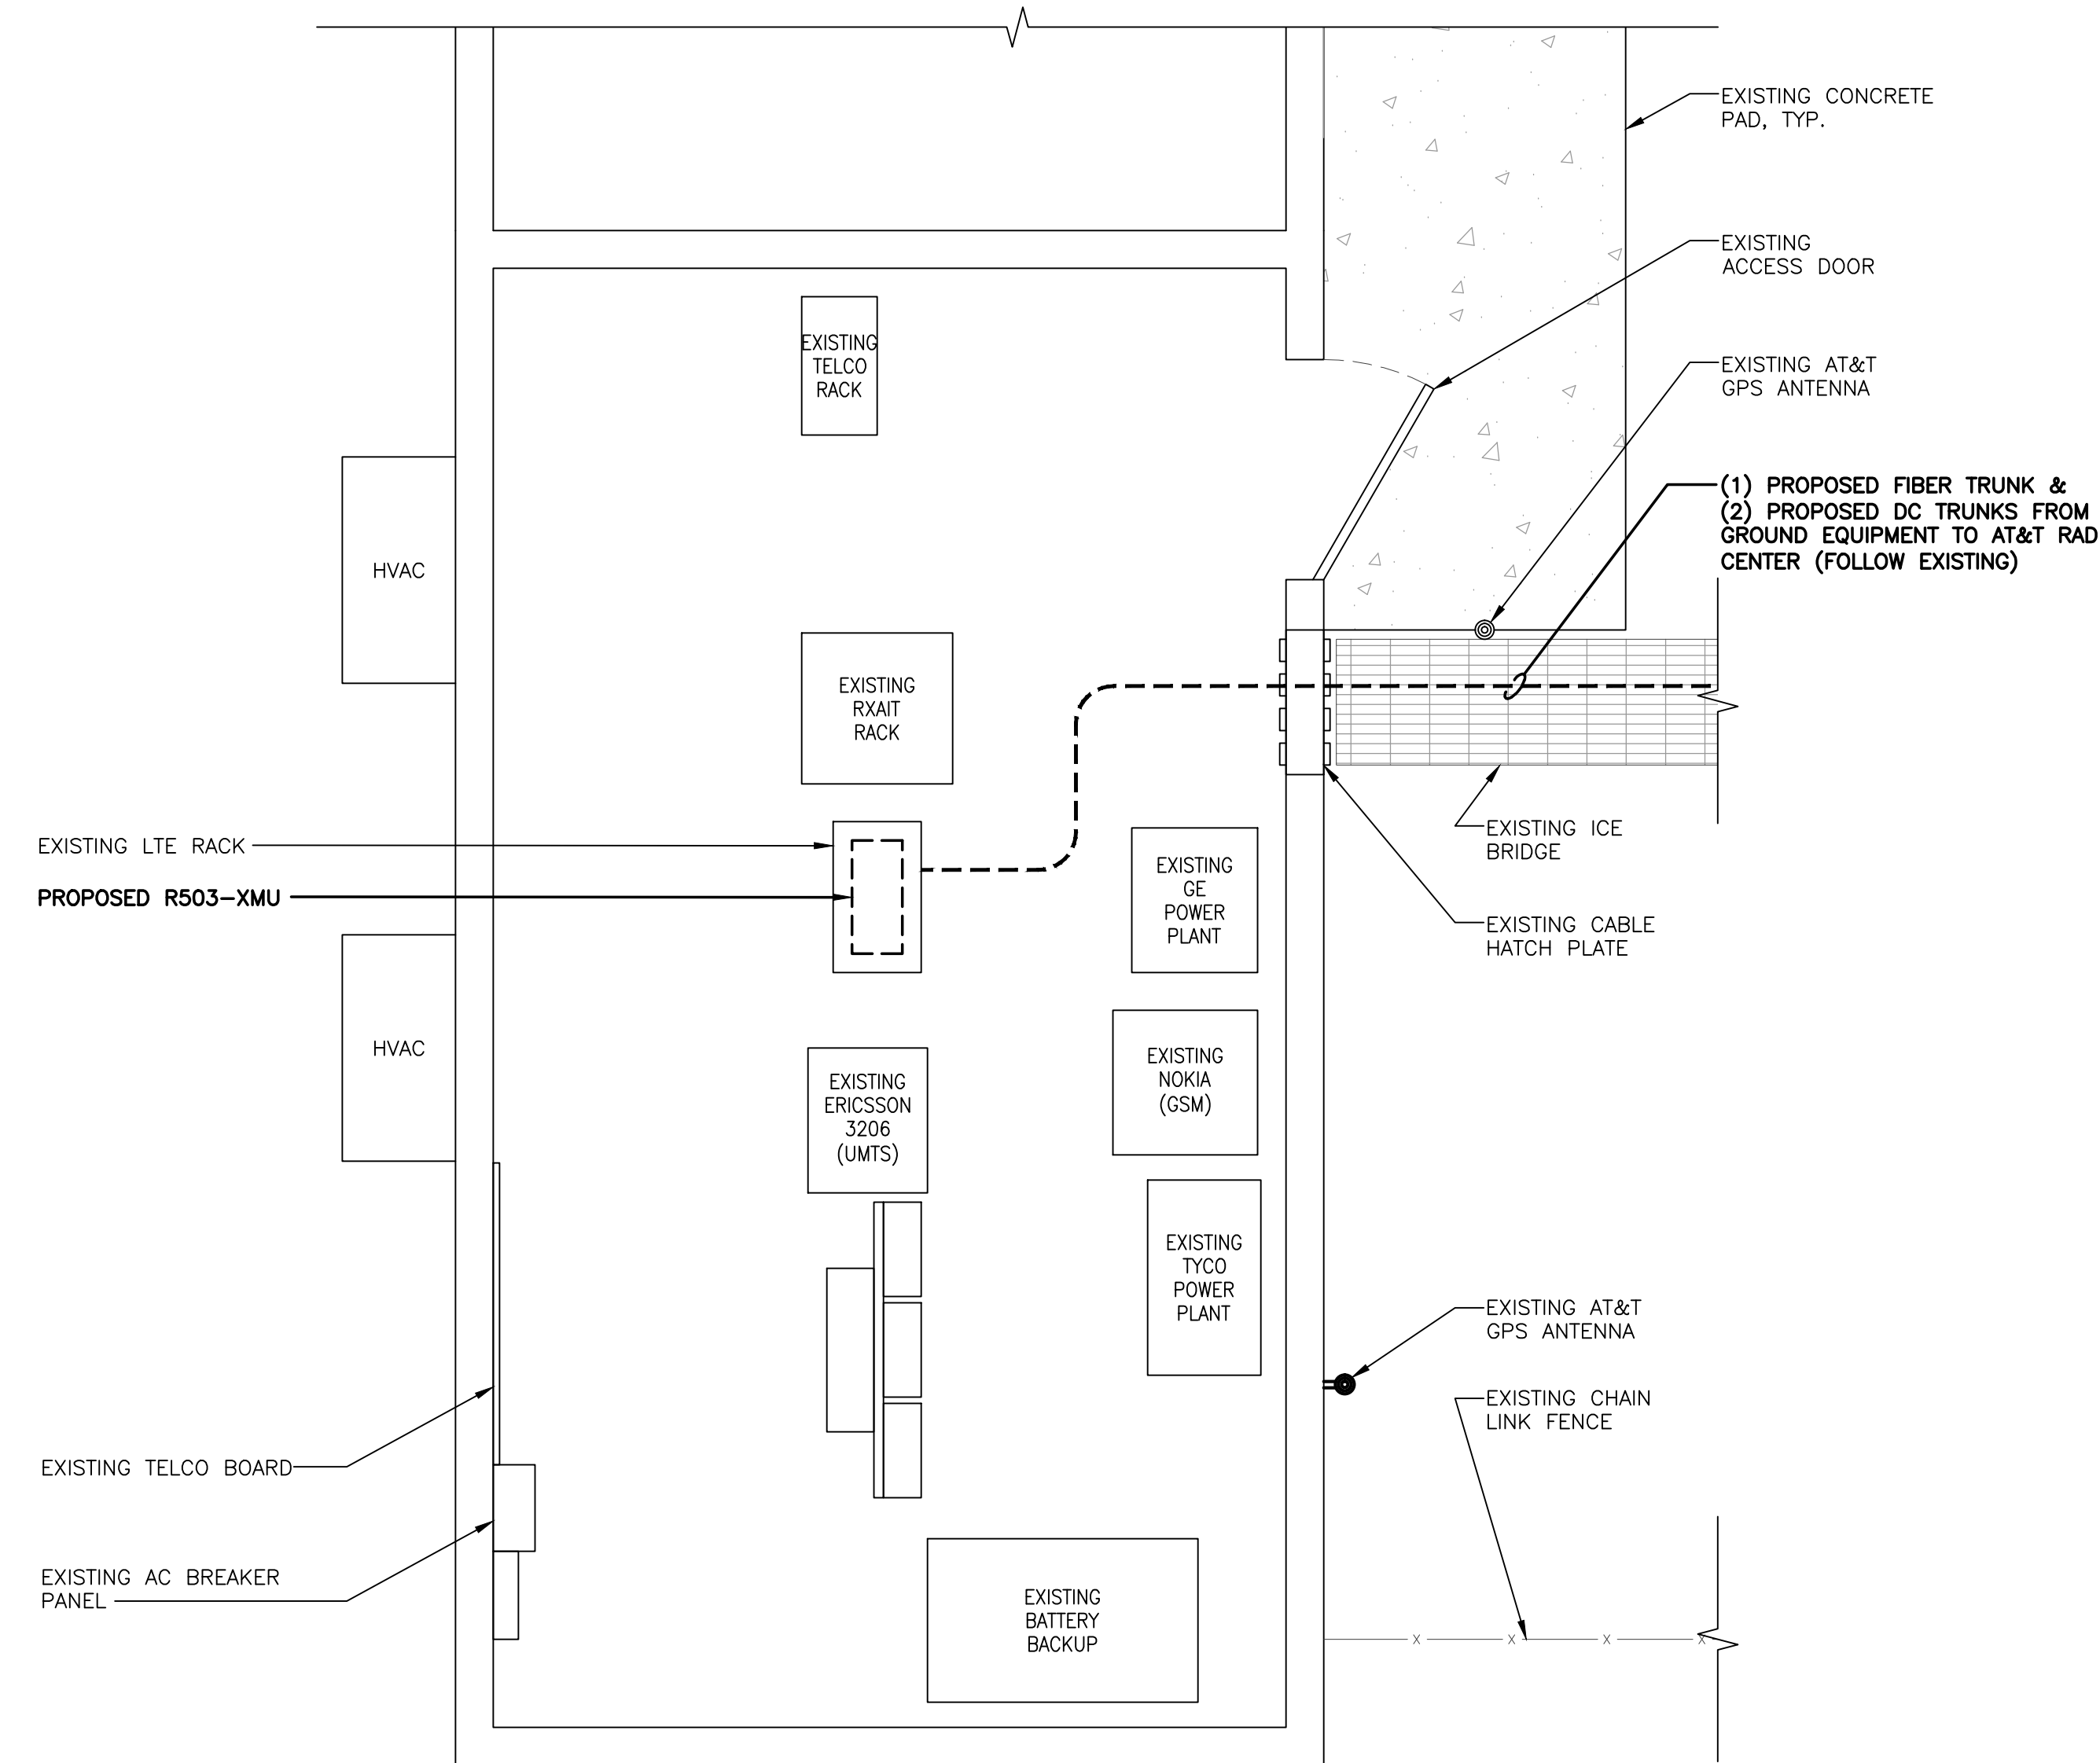 EXISTING CONCRETE
PAD, TYP.
EXISTING
ACCESS DOOR
EXISTING AT&T
GPS ANTENNA
(1) PROPOSED FIBER TRUNK &
(2) PROPOSED DC TRUNKS FROM
GROUND EQUIPMENT TO AT&T RAD
CENTER (FOLLOW EXISTING)
EXISTING
TELCO
RACK
HVAC
EXISTING
RXAIT
RACK
EXISTING LTE RACK
PROPOSED R503-XMU
EXISTING ICE
BRIDGE
EXISTING
GE
POWER
PLANT
EXISTING CABLE
HATCH PLATE
HVAC
EXISTING
ERICSSON
3206
(UMTS)
EXISTING
NOKIA
(GSM)
EXISTING
TYCO
POWER
PLANT
EXISTING AT&T
GPS ANTENNA
EXISTING CHAIN
LINK FENCE
EXISTING TELCO BOARD
EXISTING AC BREAKER
PANEL
EXISTING
BATTERY
BACKUP
X X X X